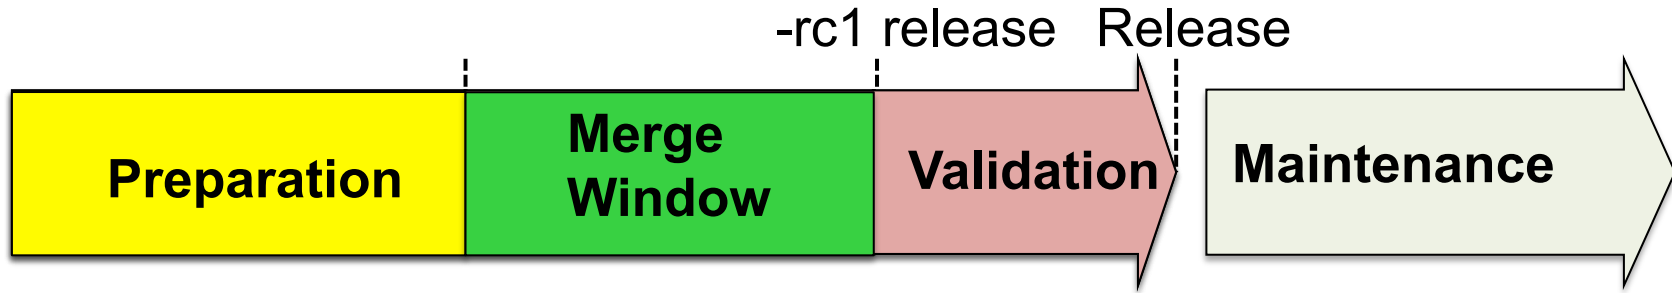 -rc1 release Release
Preparation
Merge
Window
Validation
Maintenance